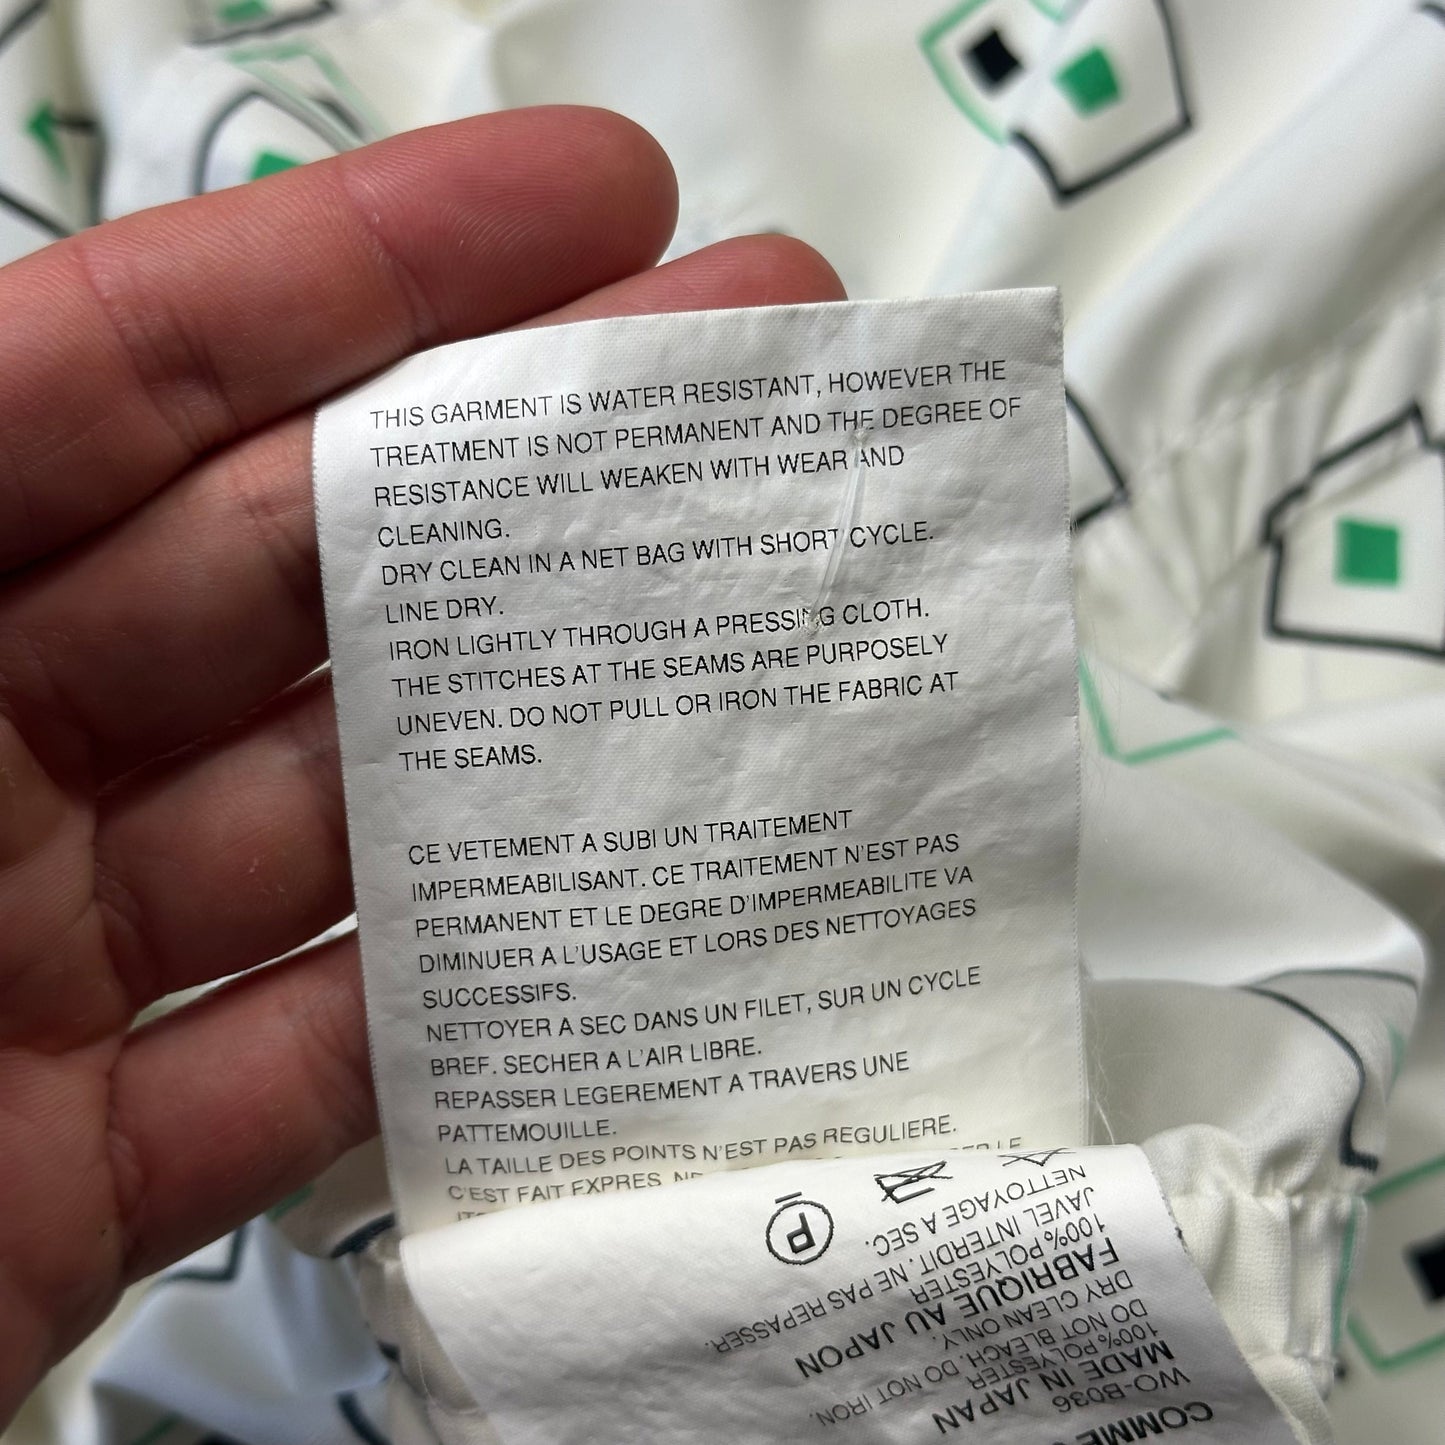 THIS GARMENT IS WATER RESISTANT, HOWEVER THE
TREATMENT IS NOT PERMANENT AND THE DEGREE OF
RESISTANCE WILL WEAKEN WITH WEAR AND
CLEANING.
DRY CLEAN IN A NET BAG WITH SHORT CYCLE.
LINE DRY.
IRON LIGHTLY THROUGH A PRESSING CLOTH.
THE STITCHES AT THE SEAMS ARE PURPOSELY
UNEVEN. DO NOT PULL OR IRON THE FABRIC AT
THE SEAMS.
CE VETEMENT A SUBI UN TRAITEMENT
IMPERMEABILISANT. CE TRAITEMENT N'EST PAS
PERMANENT ET LE DEGRE D'IMPERMEABILITE VA
DIMINUER A L'USAGE ET LORS DES NETTOYAGES
SUCCESSIFS.
NETTOYER A SEC DANS UN FILET, SUR UN CYCLE
BREF. SECHER A L'AIR LIBRE.
REPASSER LEGEREMENT A TRAVERS UNE
PATTEMOUILLE.
LA TAILLE DES POINTS N'EST PAS REGULIERE.
C'EST FAIT EXPRES.
COMME
WO-B036
MADE IN JAPAN
100% POLYESTER
DO NOT BLEACH. DO NOT IRON.
DRY CLEAN ONLY.
FABRIQUE AU JAPON
100% POLYESTER
JAVEL INTERDIT. NE PAS REPASSER.
NETTOYAGE A SEC.
P